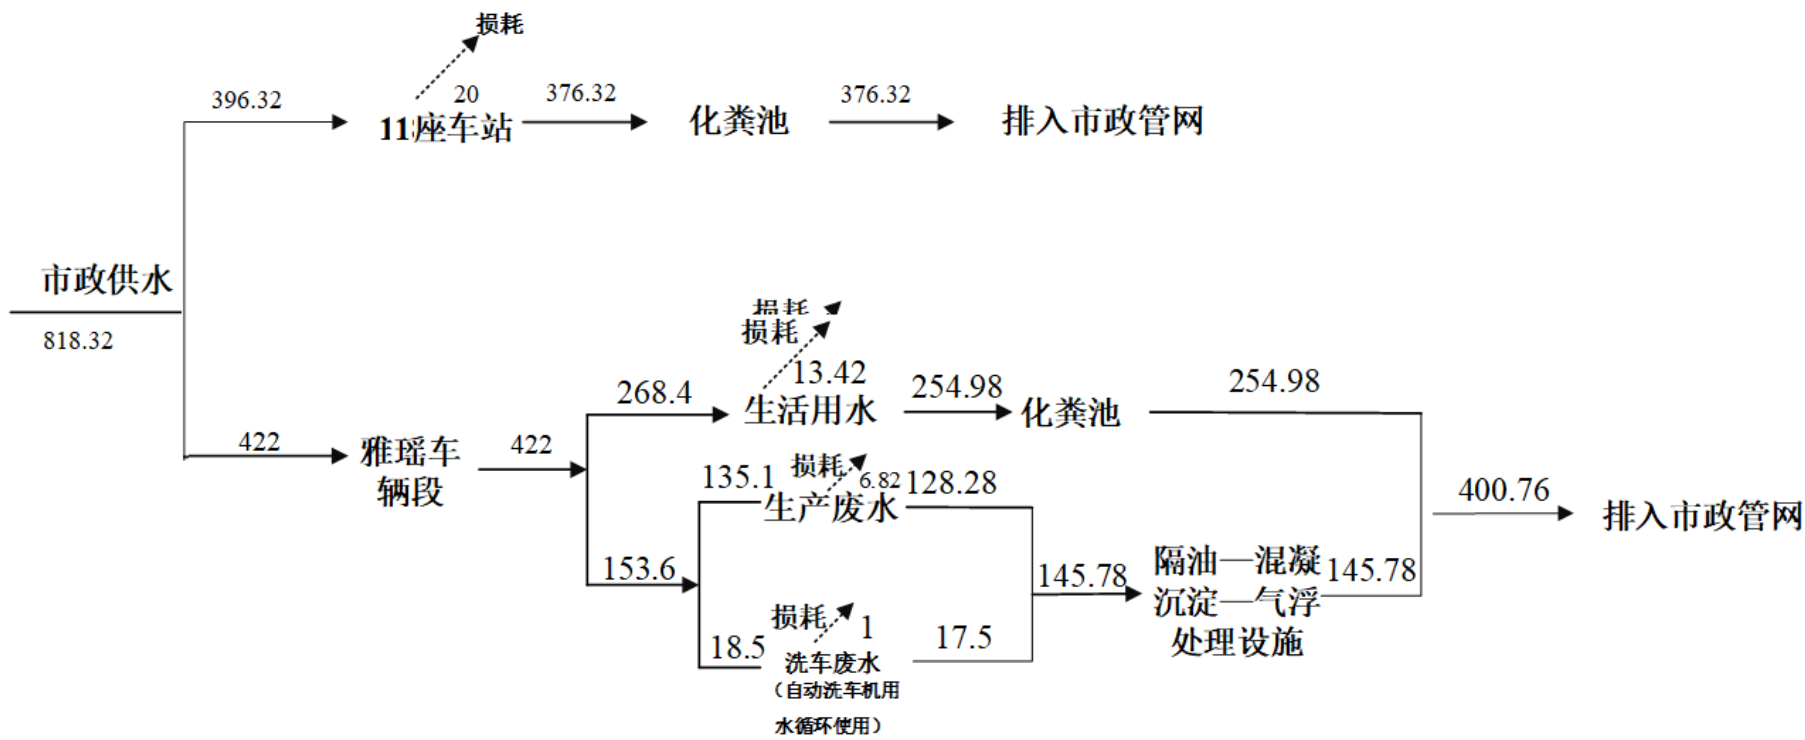 损耗
396.32
20
376.32
376.32
11座车站
化粪池
排入市政管网
市政供水
818.32
损耗
损耗
13.42
268.4
254.98
254.98
生活用水
化粪池
422
雅瑶车
辆段
422
损耗
135.1
6.82
128.28
生产废水
400.76
排入市政管网
153.6
145.78
隔油—混凝
沉淀—气浮
处理设施
145.78
损耗
1
18.5
17.5
洗车废水
（自动洗车机用
水循环使用）